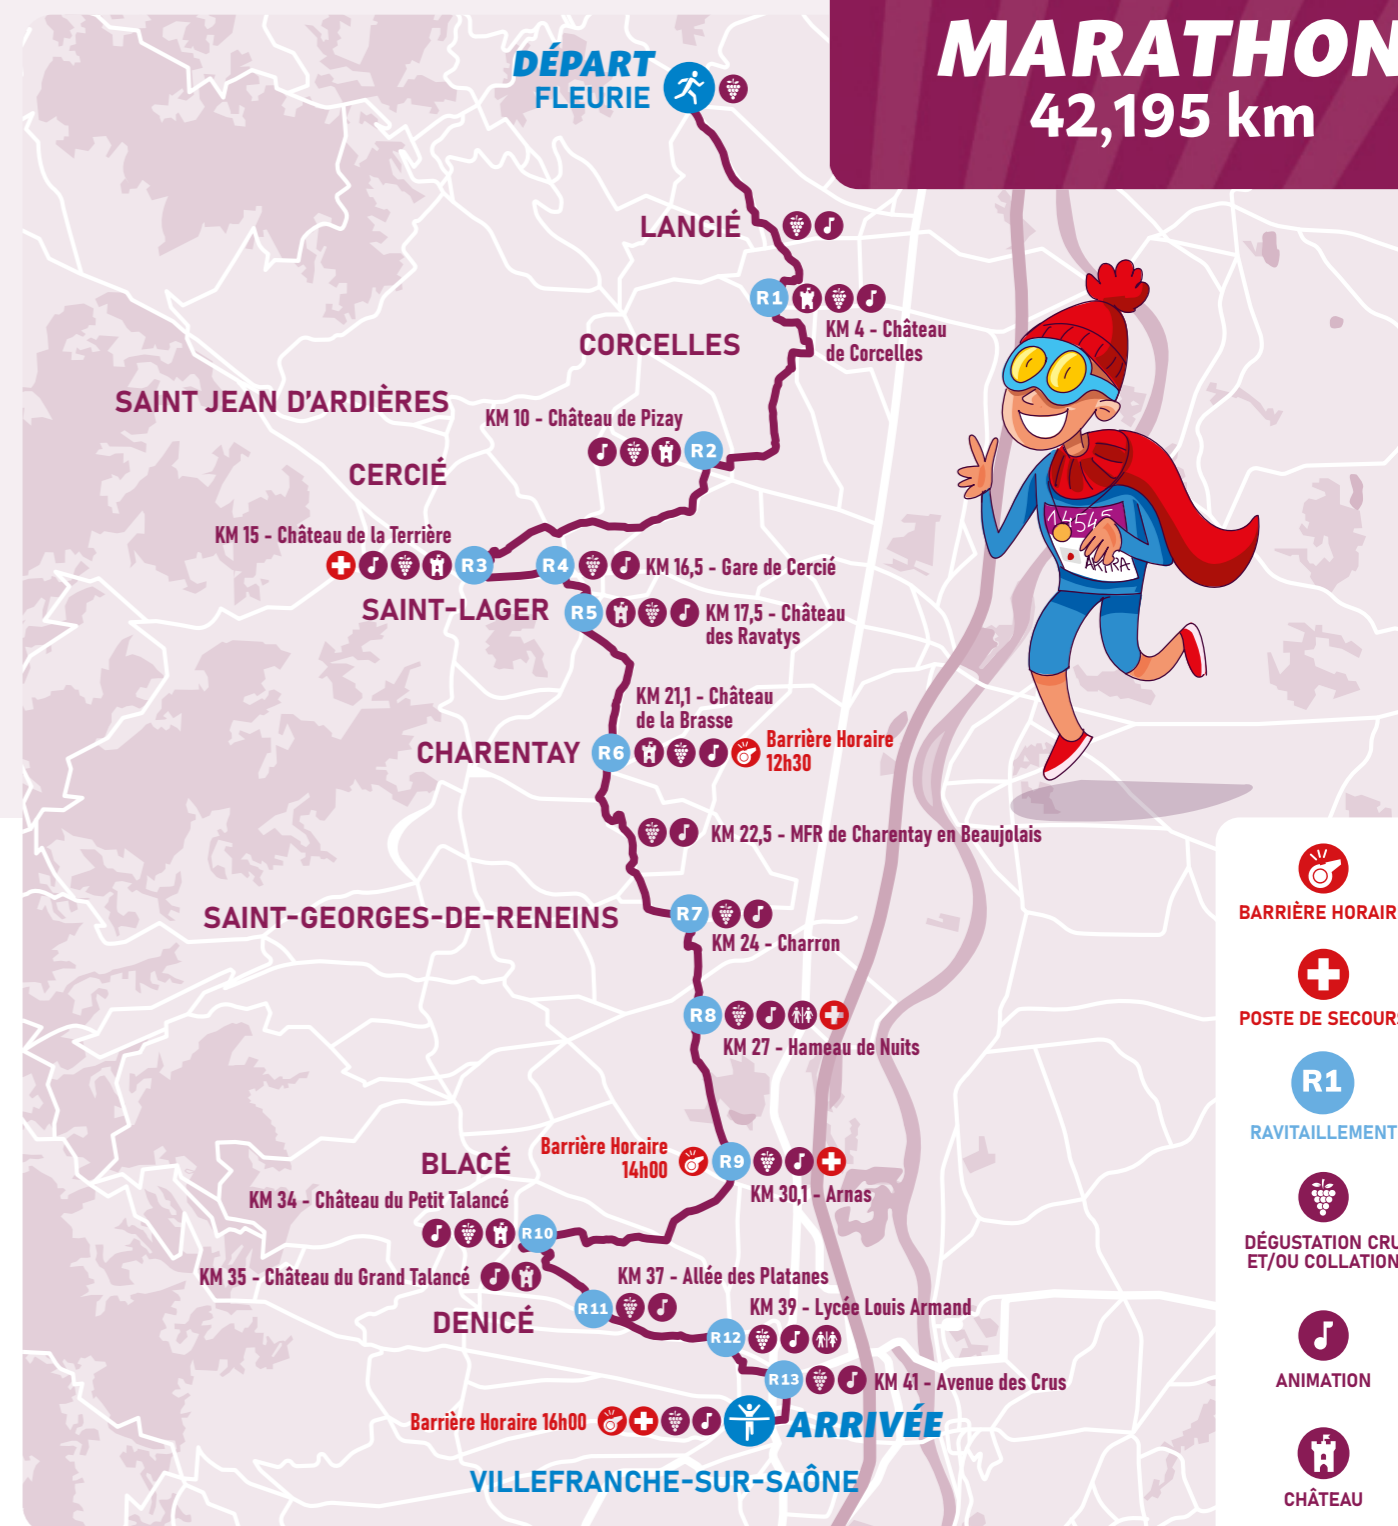 MARATHON
42,195 km
DÉPART
FLEURIE
LANCIÉ
R1
KM 4 - Château
de Corcelles
CORCELLES
SAINT JEAN D'ARDIÈRES
KM 10 - Château de Pizay
R2
CERCIÉ
KM 15 - Château de la Terrière
R3
R4
KM 16,5 - Gare de Cercié
SAINT-LAGER
R5
KM 17,5 - Château
des Ravatys
KM 21,1 - Château
de la Brasse
CHARENTAY
R6
Barrière Horaire
12h30
KM 22,5 - MFR de Charentay en Beaujolais
SAINT-GEORGES-DE-RENEINS
R7
KM 24 - Charron
R8
KM 27 - Hameau de Nuits
BLACÉ
Barrière Horaire
14h00
R9
KM 30,1 - Arnas
KM 34 - Château du Petit Talancé
R10
KM 35 - Château du Grand Talancé
KM 37 - Allée des Platanes
R11
DENICÉ
KM 39 - Lycée Louis Armand
R12
R13
KM 41 - Avenue des Crus
Barrière Horaire 16h00
ARRIVÉE
VILLEFRANCHE-SUR-SAÔNE
14545
BARRIÈRE HORAIR
POSTE DE SECOURS
R1
RAVITAILLEMENT
DÉGUSTATION CRU
ET/OU COLLATION
ANIMATION
CHÂTEAU